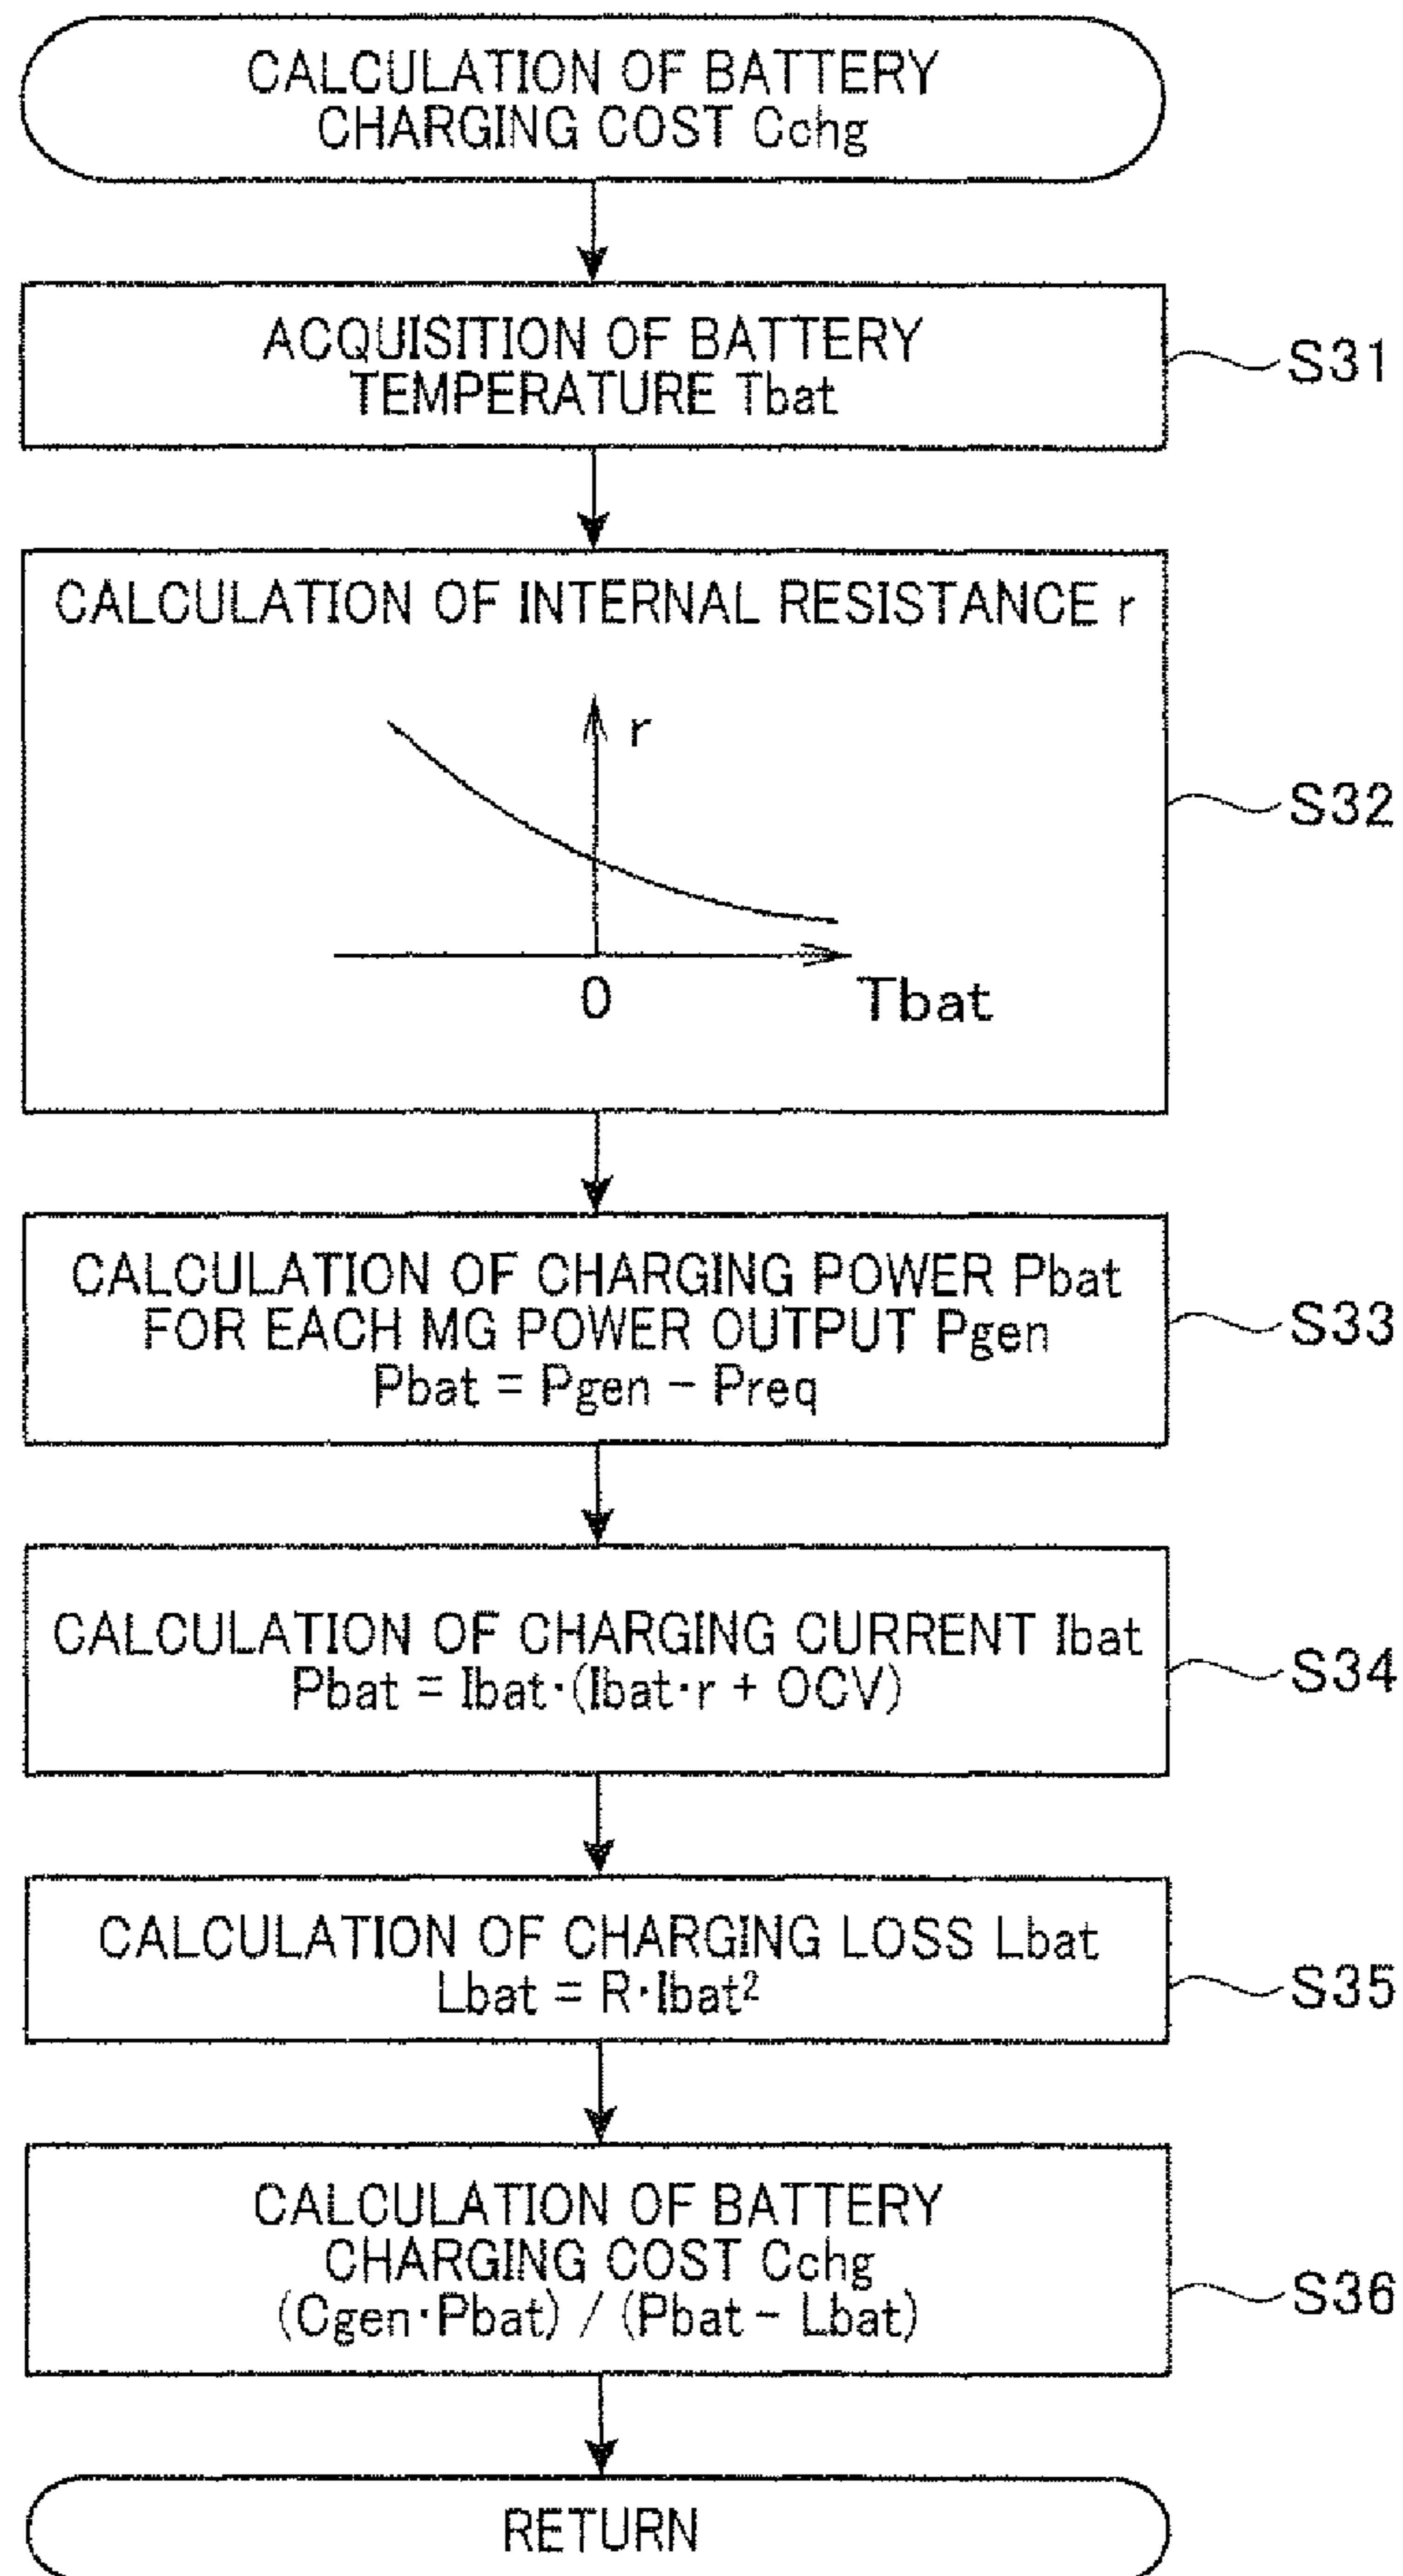 CALCULATION OF BATTERY
CHARGING COST Cchg
ACQUISITION OF BATTERY
TEMPERATURE Tbat
S31
CALCULATION OF INTERNAL RESISTANCE r
r
0
Tbat
S32
CALCULATION OF CHARGING POWER Pbat
FOR EACH MG POWER OUTPUT Pgen
Pbat = Pgen - Preq
S33
CALCULATION OF CHARGING CURRENT Ibat
Pbat = Ibat·(Ibat·r + OCV)
S34
CALCULATION OF CHARGING LOSS Lbat
Lbat = R·Ibat²
S35
CALCULATION OF BATTERY
CHARGING COST Cchg
(Cgen·Pbat) / (Pbat - Lbat)
S36
RETURN